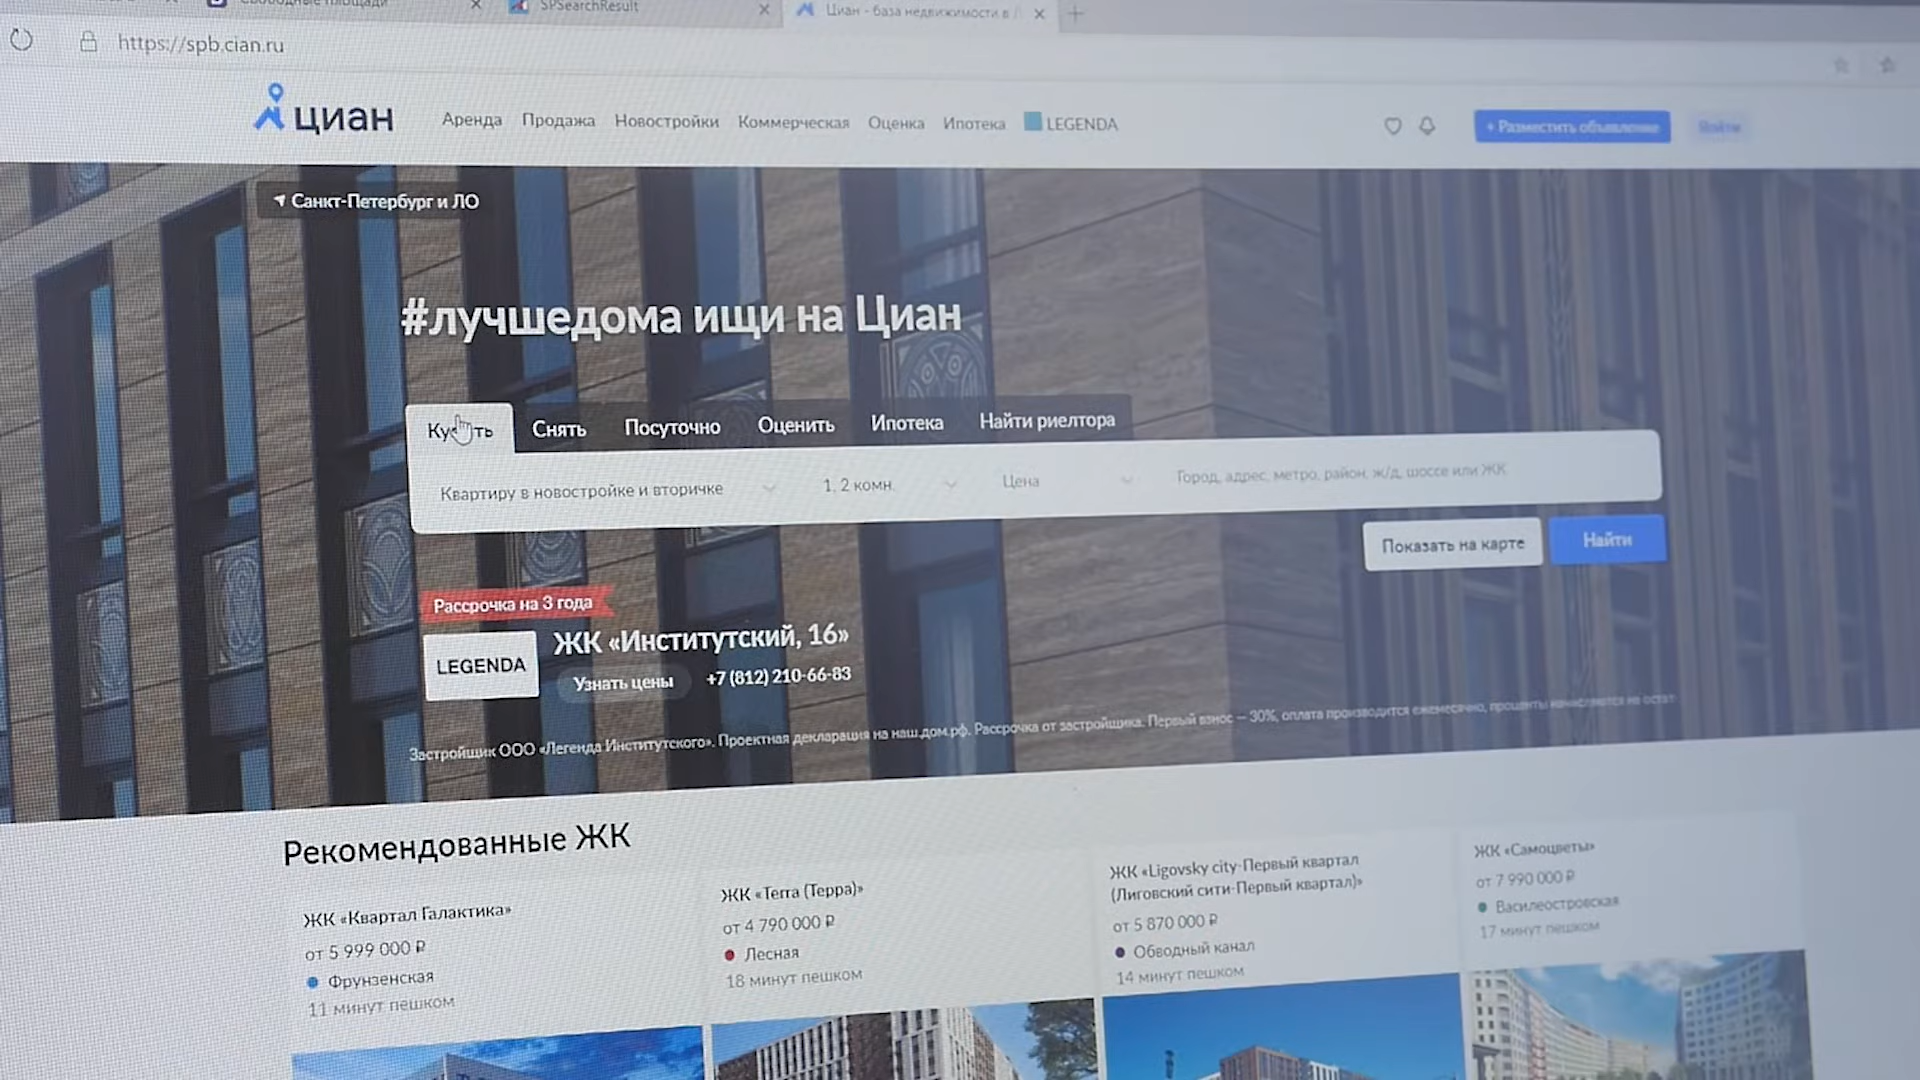 SPSearchResult
Циан - база недвижимости в
https://spb.cian.ru
циан
Аренда Продажа Новостройки Коммерческая Оценка Ипотека LEGENDA
+ Разместить объявление
Войти
Санкт-Петербург и ЛО
#лучшедома ищи на Циан
Снять Посуточно Оценить Ипотека Найти риелтора
Квартиру в новостройке и вторичке 1, 2 комн. Цена Город, адрес, метро, район, ж/д, шоссе или ЖК
Показать на карте Найти
Рассрочка на 3 года
LEGENDA
ЖК «Институтский, 16»
Узнать цены +7 (812) 210-66-83
Застройщик ООО «Легенда Институтского». Проектная декларация на наш.дом.рф. Рассрочка от застройщика. Первый взнос — 30%, оплата производится ежемесячно, проценты начисляются не остат
Рекомендованные ЖК
ЖК «Квартал Галактика»
от 5 999 000 ₽
Фрунзенская
11 минут пешком
ЖК «Terra (Терра)»
от 4 790 000 ₽
Лесная
18 минут пешком
ЖК «Ligovsky city-Первый квартал
(Лиговский сити-Первый квартал)»
от 5 870 000 ₽
Обводный канал
14 минут пешком
ЖК «Самоцветы»
от 7 990 000 ₽
Василеостровская
17 минут пешком